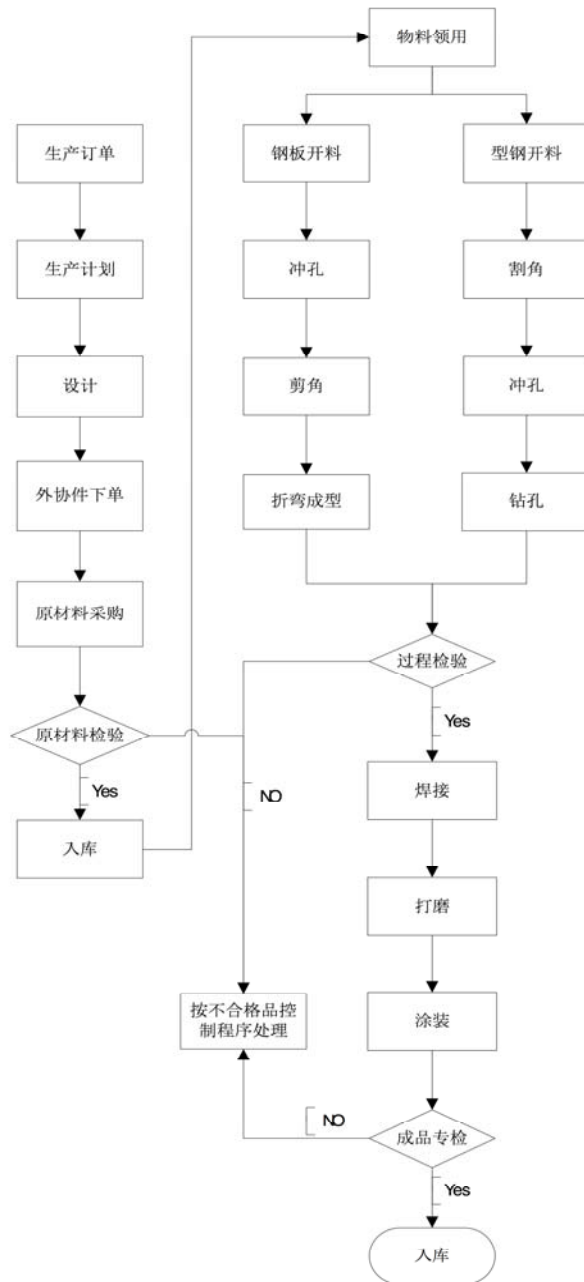 物料领用
生产订单
钢板开料
型钢开料
生产计划
冲孔
割角
设计
剪角
冲孔
外协件下单
折弯成型
钻孔
原材料采购
过程检验
Yes
原材料检验
Yes
NO
焊接
入库
打磨
按不合格品控
制程序处理
涂装
NO
成品专检
Yes
入库